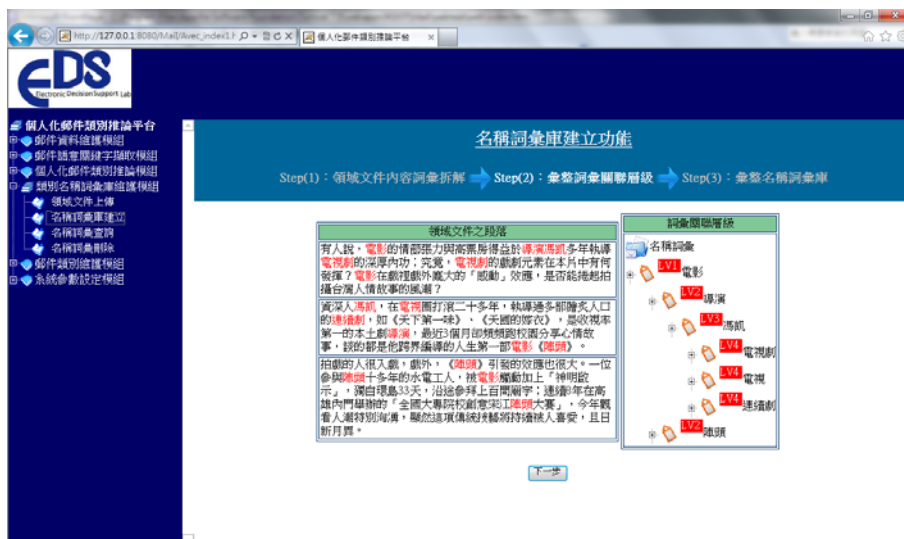 http://127.0.0.1:8080/Mail/Avec_index1.h
個人化郵件類別推論平台
EDS
Electronic Decision Support Lab
個人化郵件類別推論平台
郵件資料維護模組
郵件語意關鍵字擷取模組
個人化郵件類別推論模組
類別名稱詞彙庫維護模組
領域文件上傳
名稱詞彙庫建立
名稱詞彙查詢
名稱詞彙刪除
郵件類別維護模組
系統參數設定模組
名稱詞彙庫建立功能
Step(1)：領域文件內容詞彙折解 Step(2)：彙整詞彙關聯層級 Step(3)：彙整名稱詞彙庫
領域文件之段落
有人說，電影的情節張力與高票房得益於導演馮凱多年執導
電視劇的深厚內功；究竟，電視劇的戲劇元素在本片中有何
發揮？電影在戲裡戲外龐大的「感動」效應，是否能捲起拍
攝台灣人情故事的風潮？
資深人馮凱，在電視圈打滾二十多年，執導過多部膾炙人口
的連續劇，如《天下第一味》、《天國的嫁衣》，是收視率
第一的本土劇導演，最近3個月卻頻頻跑校園分享心情故
事，談的都是他跨界編導的人生第一部電影《陣頭》。
拍戲的人很入戲，戲外，《陣頭》引發的效應也很大。一位
參與陣頭十多年的水電工人，被電影觸動加上「神明啟
示」，獨自環島33天，沿途參拜上百間廟宇；連續8年在高
雄內門舉辦的「全國大專院校創意宋江陣頭大賽」，今年觀
看人潮特別洶湧，顯然這項傳統技藝將持續被人喜愛，且日
新月異。
詞彙關聯層級
名稱詞彙
LV1 電影
LV2 導演
LV3 馮凱
LV4 電視劇
LV4 電視
LV4 連續劇
LV2 陣頭
下一步